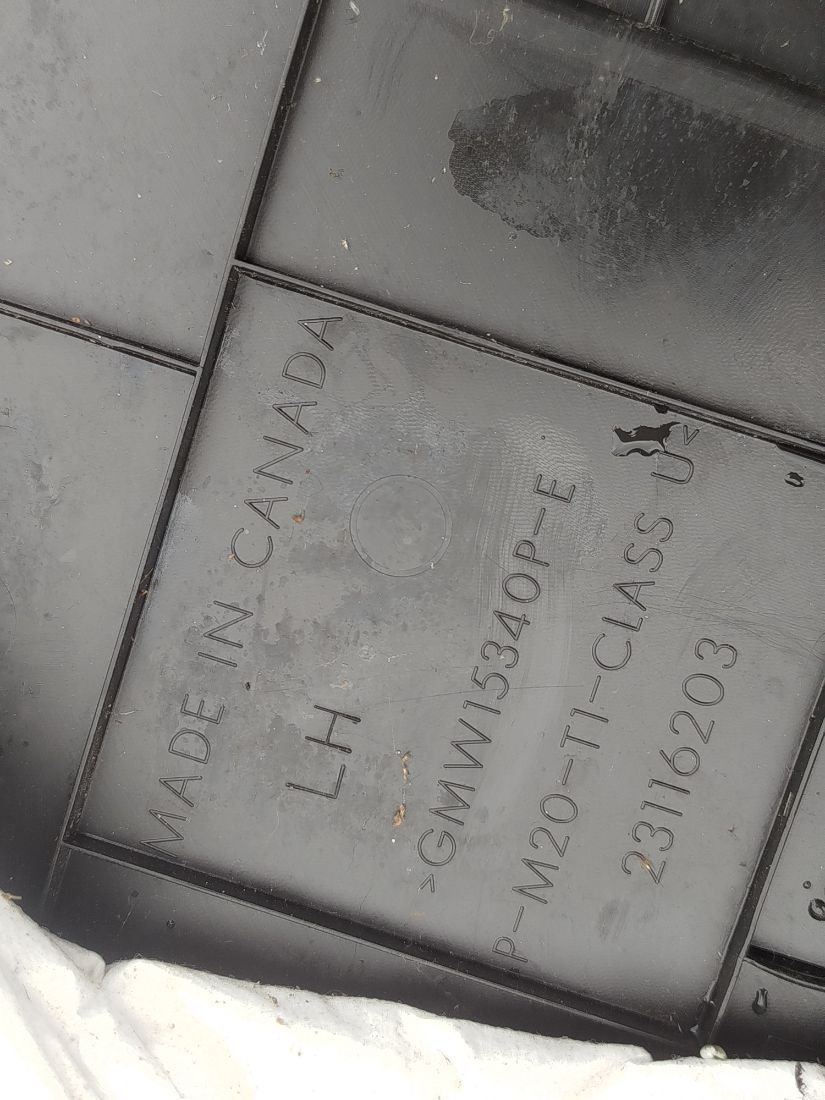 MADE IN CANADA
LH
>GMW15340P-E
P-M20-T1-CLASS U<
23116203